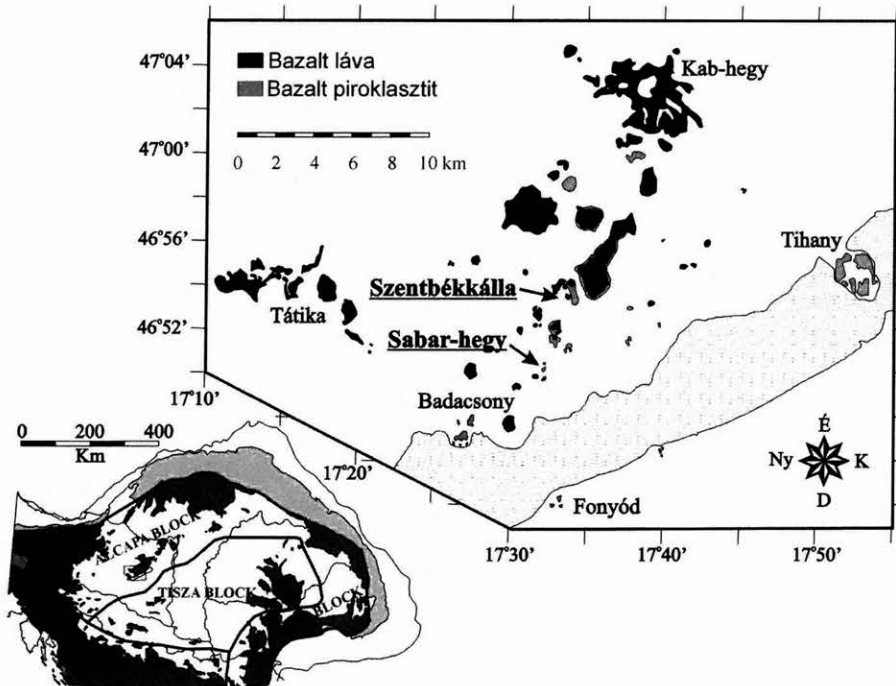 47°04'
47°00'
46°56'
46°52'
17°10'
17°20'
17°30'
17°40'
17°50'
Bazalt láva
Bazalt piroklasztit
0 2 4 6 8 10 km
Kab-hegy
Tihany
Szentbékkálla
Tátika
Sabar-hegy
Badacsony
Fonyód
É
Ny K
D
0 200 400
Km
ALCAPA BLOCK
TISZA BLOCK
BLOCK